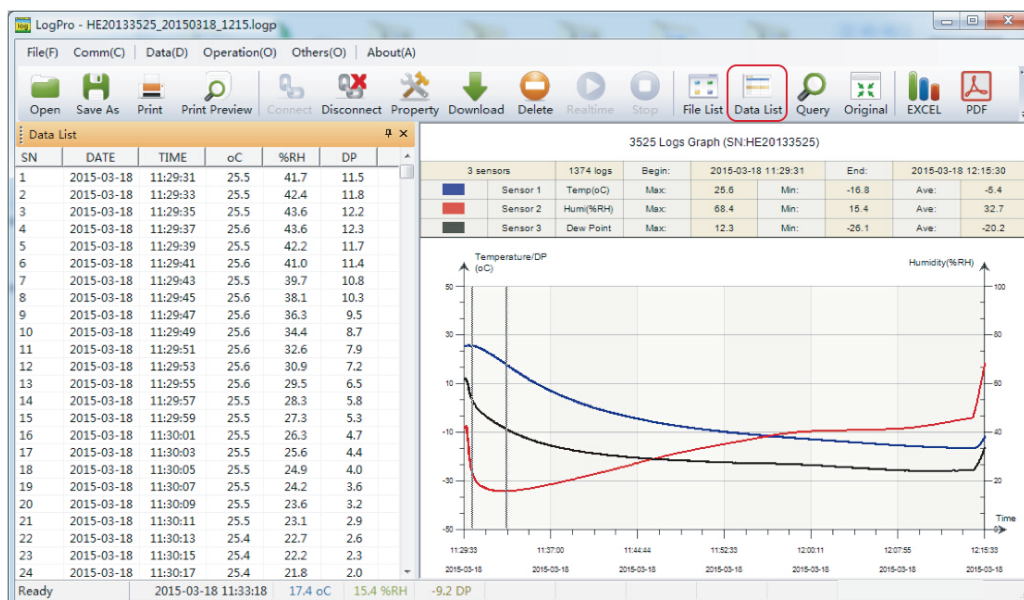 LogPro - HE20133525_20150318_1215.logp
File(F) Comm(C) Data(D) Operation(O) Others(O) About(A)
Open Save As Print Print Preview Connect Disconnect Property Download Delete Realtime Stop File List Data List Query Original EXCEL PDF
Data List
SN DATE TIME oC %RH DP
1 2015-03-18 11:29:31 25.5 41.7 11.5
2 2015-03-18 11:29:33 25.5 42.4 11.8
3 2015-03-18 11:29:35 25.5 43.6 12.2
4 2015-03-18 11:29:37 25.6 43.6 12.3
5 2015-03-18 11:29:39 25.5 42.2 11.7
6 2015-03-18 11:29:41 25.6 41.0 11.4
7 2015-03-18 11:29:43 25.5 39.7 10.8
8 2015-03-18 11:29:45 25.6 38.1 10.3
9 2015-03-18 11:29:47 25.6 36.3 9.5
10 2015-03-18 11:29:49 25.6 34.4 8.7
11 2015-03-18 11:29:51 25.6 32.6 7.9
12 2015-03-18 11:29:53 25.6 30.9 7.2
13 2015-03-18 11:29:55 25.6 29.5 6.5
14 2015-03-18 11:29:57 25.5 28.3 5.8
15 2015-03-18 11:29:59 25.5 27.3 5.3
16 2015-03-18 11:30:01 25.5 26.3 4.7
17 2015-03-18 11:30:03 25.5 25.6 4.4
18 2015-03-18 11:30:05 25.5 24.9 4.0
19 2015-03-18 11:30:07 25.5 24.2 3.6
20 2015-03-18 11:30:09 25.5 23.6 3.2
21 2015-03-18 11:30:11 25.5 23.1 2.9
22 2015-03-18 11:30:13 25.4 22.7 2.6
23 2015-03-18 11:30:15 25.4 22.2 2.3
24 2015-03-18 11:30:17 25.4 21.8 2.0
3525 Logs Graph (SN:HE20133525)
3 sensors 1374 logs Begin: 2015-03-18 11:29:31 End: 2015-03-18 12:15:30
Sensor 1 Temp(oC) Max: 25.6 Min: -16.8 Ave: -5.4
Sensor 2 Humi(%RH) Max: 68.4 Min: 15.4 Ave: 32.7
Sensor 3 Dew Point Max: 12.3 Min: -26.1 Ave: -20.2
Temperature/DP
(oC)
Humidity(%RH)
50 100
30 80
10 60
-10 40
-30 20
-50 0
Time
11:29:33 11:37:00 11:44:44 11:52:33 12:00:11 12:07:55 12:15:33
2015-03-18 2015-03-18 2015-03-18 2015-03-18 2015-03-18 2015-03-18 2015-03-18
Ready 2015-03-18 11:33:18 17.4 oC 15.4 %RH -9.2 DP